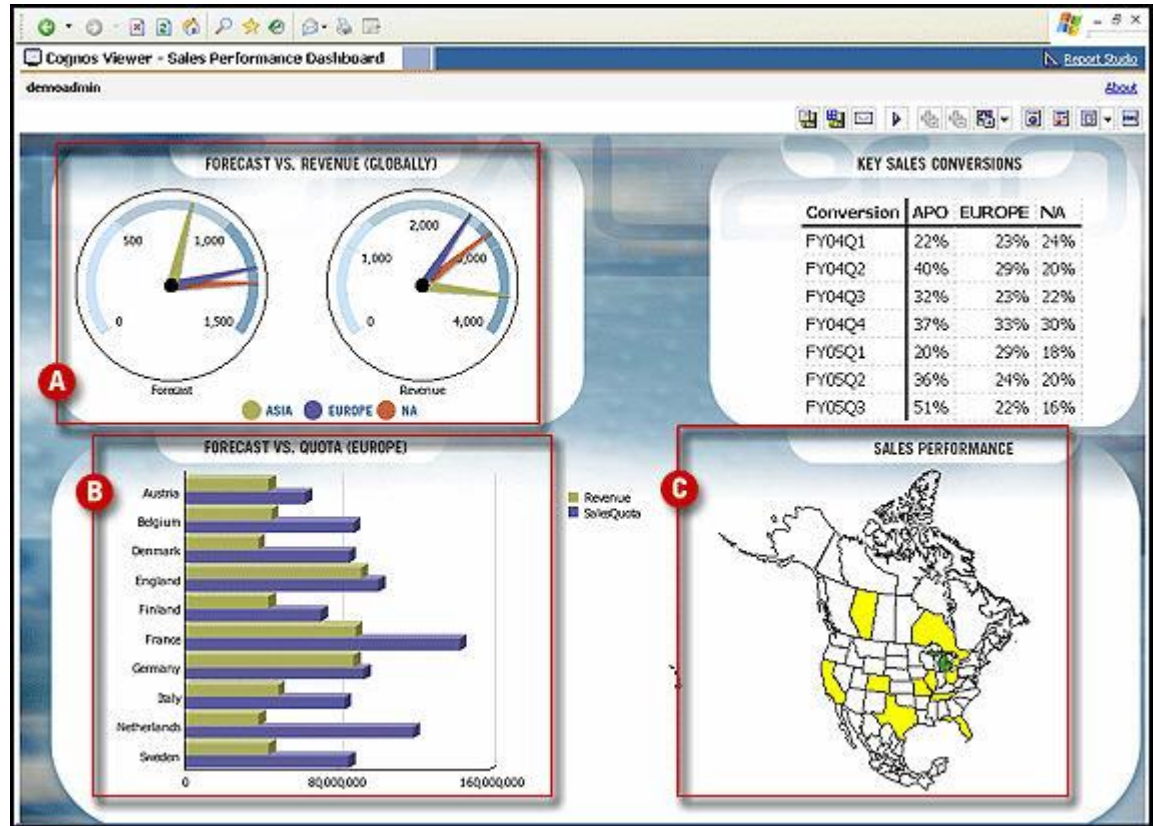 Cognos Viewer - Sales Performance Dashboard
Report Studio
demoadmin
About
FORECAST VS. REVENUE (GLOBALLY)
500
1,000
0
1,500
Forecast
2,000
1,000
0
4,000
Revenue
A
ASIA
EUROPE
NA
KEY SALES CONVERSIONS
Conversion APO EUROPE NA
FY04Q1 22% 23% 24%
FY04Q2 40% 29% 20%
FY04Q3 32% 23% 22%
FY04Q4 37% 33% 30%
FY05Q1 20% 29% 18%
FY05Q2 36% 24% 20%
FY05Q3 51% 22% 16%
FORECAST VS. QUOTA (EUROPE)
B
Austria
Belgium
Denmark
England
Finland
France
Germany
Italy
Netherlands
Sweden
0
80,000,000
160,000,000
Revenue
SalesQuota
SALES PERFORMANCE
C